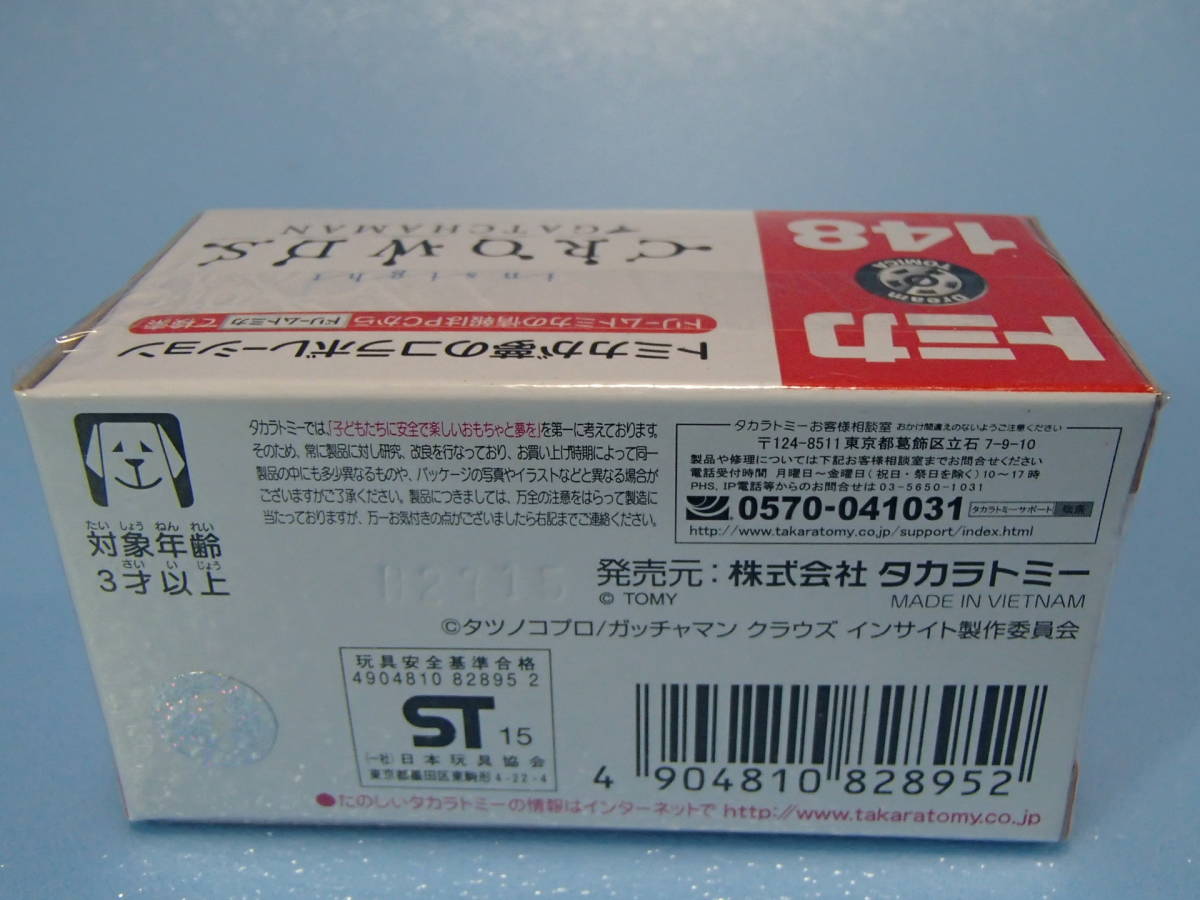 148
トミカ
Dream TOMICA
GATCHAMAN
CROWDS
insight
ドリームトミカの情報はPCから ドリームトミカ で検索
トミカが夢のコラボレーション
たいしょうねんれい
対象年齢
さいいじょう
3才以上
タカラトミーでは、「子どもたちに安全で楽しいおもちゃと夢を」を第一に考えております。
そのため、常に製品に対し研究、改良を行なっており、お買い上げ時期によって同一
製品の中にも多少異なるものや、パッケージの写真やイラストなどと異なる場合が
ございますがご了承ください。製品につきましては、万全の注意をはらって製造に
当たっておりますが、万一お気付きの点がございましたら右記までご連絡ください。
タカラトミーお客様相談室 おかけ間違えのないようご注意ください
〒124-8511 東京都葛飾区立石 7-9-10
製品や修理については下記お客様相談室までお問合せください
電話受付時間 月曜日〜金曜日(祝日・祭日を除く)10〜17時
PHS, IP電話等からのお問合せは 03-5650-1031
0570-041031 タカラトミーサポート 検索
http://www.takaratomy.co.jp/support/index.html
発売元：株式会社 タカラトミー
© TOMY MADE IN VIETNAM
©タツノコプロ/ガッチャマン クラウズ インサイト製作委員会
玩具安全基準合格
4904810 82895 2
ST 15
(一社)日本玩具協会
東京都墨田区東駒形4-22-4
4 904810 828952
●たのしいタカラトミーの情報はインターネットで http://www.takaratomy.co.jp